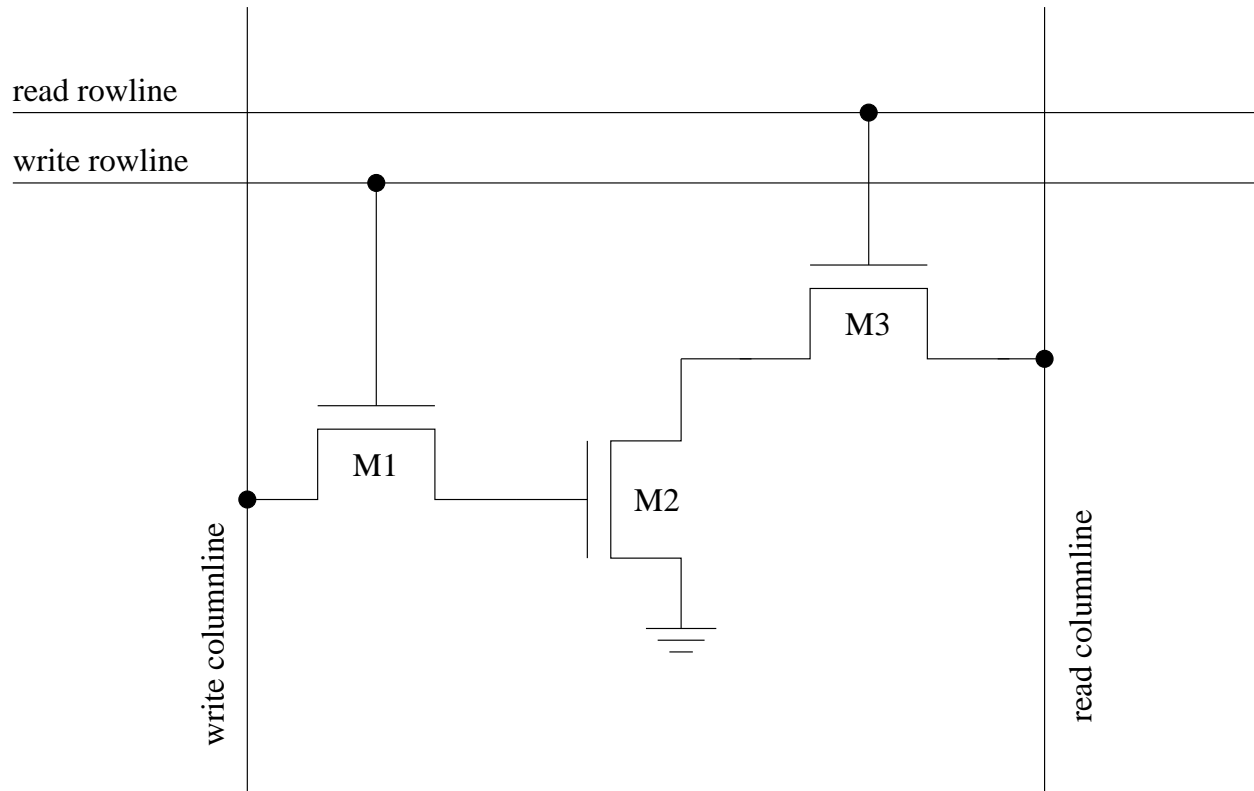 read rowline
write rowline
M3
M1
M2
write columnline
read columnline